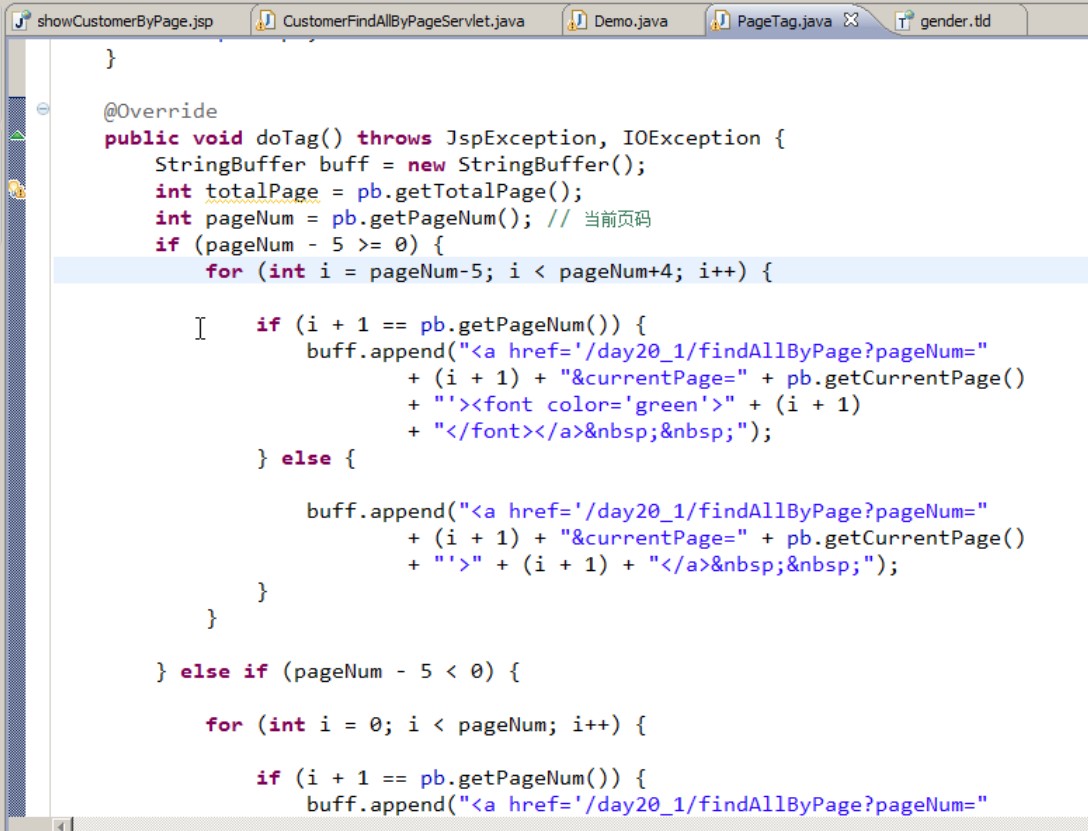 showCustomerByPage.jsp CustomerFindAllByPageServlet.java Demo.java PageTag.java gender.tld
}
@Override
public void doTag() throws JspException, IOException {
StringBuffer buff = new StringBuffer();
int totalPage = pb.getTotalPage();
int pageNum = pb.getPageNum(); // 当前页码
if (pageNum - 5 >= 0) {
for (int i = pageNum-5; i < pageNum+4; i++) {
if (i + 1 == pb.getPageNum()) {
buff.append("<a href='/day20_1/findAllByPage?pageNum="
+ (i + 1) + "&currentPage=" + pb.getCurrentPage()
+ "'><font color='green'>" + (i + 1)
+ "</font></a>&nbsp;&nbsp;");
} else {
buff.append("<a href='/day20_1/findAllByPage?pageNum="
+ (i + 1) + "&currentPage=" + pb.getCurrentPage()
+ "'>" + (i + 1) + "</a>&nbsp;&nbsp;");
}
}
} else if (pageNum - 5 < 0) {
for (int i = 0; i < pageNum; i++) {
if (i + 1 == pb.getPageNum()) {
buff.append("<a href='/day20_1/findAllByPage?pageNum="